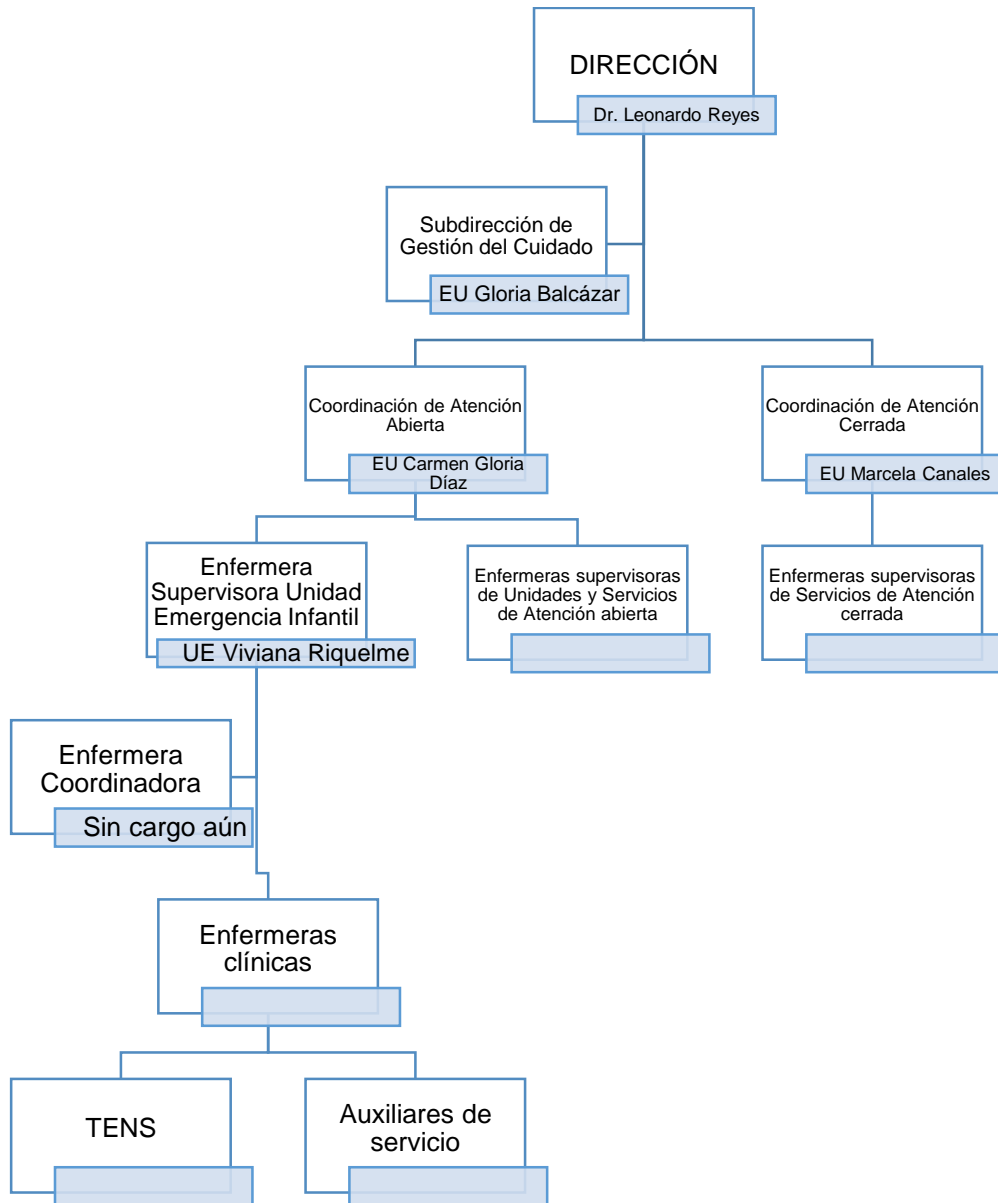 DIRECCIÓN
Dr. Leonardo Reyes
Subdirección de
Gestión del Cuidado
EU Gloria Balcázar
Coordinación de Atención
Abierta
EU Carmen Gloria
Díaz
Coordinación de Atención
Cerrada
EU Marcela Canales
Enfermera
Supervisora Unidad
Emergencia Infantil
UE Viviana Riquelme
Enfermeras supervisoras
de Unidades y Servicios
de Atención abierta
Enfermeras supervisoras
de Servicios de Atención
cerrada
Enfermera
Coordinadora
Sin cargo aún
Enfermeras
clínicas
TENS
Auxiliares de
servicio